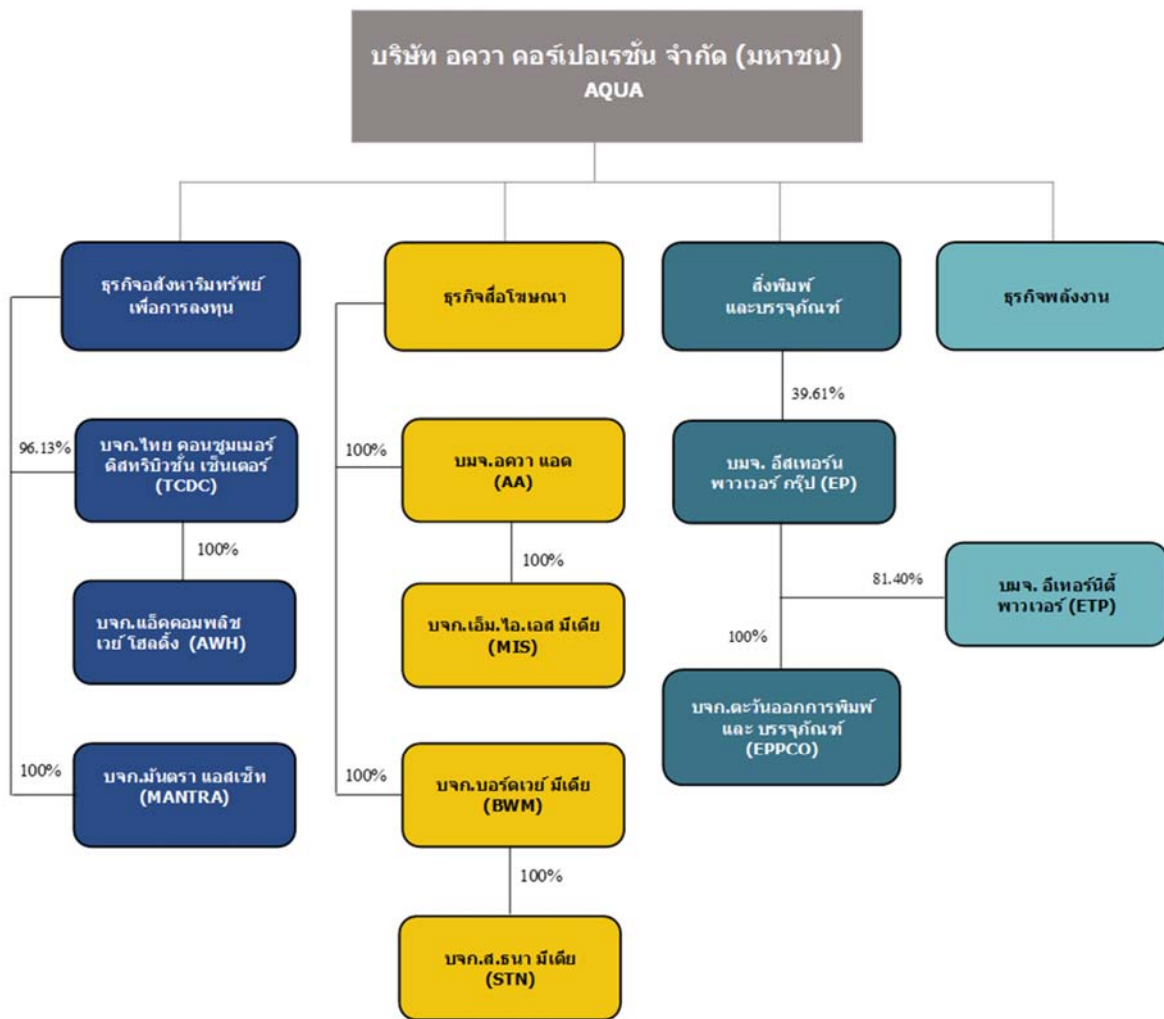 บริษัท อควา คอร์เปอเรชั่น จำกัด (มหาชน)
AQUA
ธุรกิจอสังหาริมทรัพย์
เพื่อการลงทุน
ธุรกิจสื่อโฆษณา
สิ่งพิมพ์
และบรรจุภัณฑ์
ธุรกิจพลังงาน
39.61%
96.13%
บจก.ไทย คอนซูมเมอร์
ดิสทริบิวชั่น เซ็นเตอร์
(TCDC)
100%
บมจ.อควา แอด
(AA)
บมจ. อีสเทอร์น
พาวเวอร์ กรุ๊ป (EP)
100%
100%
81.40%
บมจ. อีเทอร์นิตี้
พาวเวอร์ (ETP)
บจก.แอ็คคอมพลิช
เวย์ โฮลดิ้ง (AWH)
บจก.เอ็ม.ไอ.เอส มีเดีย
(MIS)
100%
บจก.ตะวันออกการพิมพ์
และ บรรจุภัณฑ์
(EPPCO)
100%
บจก.มันตรา แอสเซ็ท
(MANTRA)
100%
บจก.บอร์ดเวย์ มีเดีย
(BWM)
100%
บจก.ส.ธนา มีเดีย
(STN)